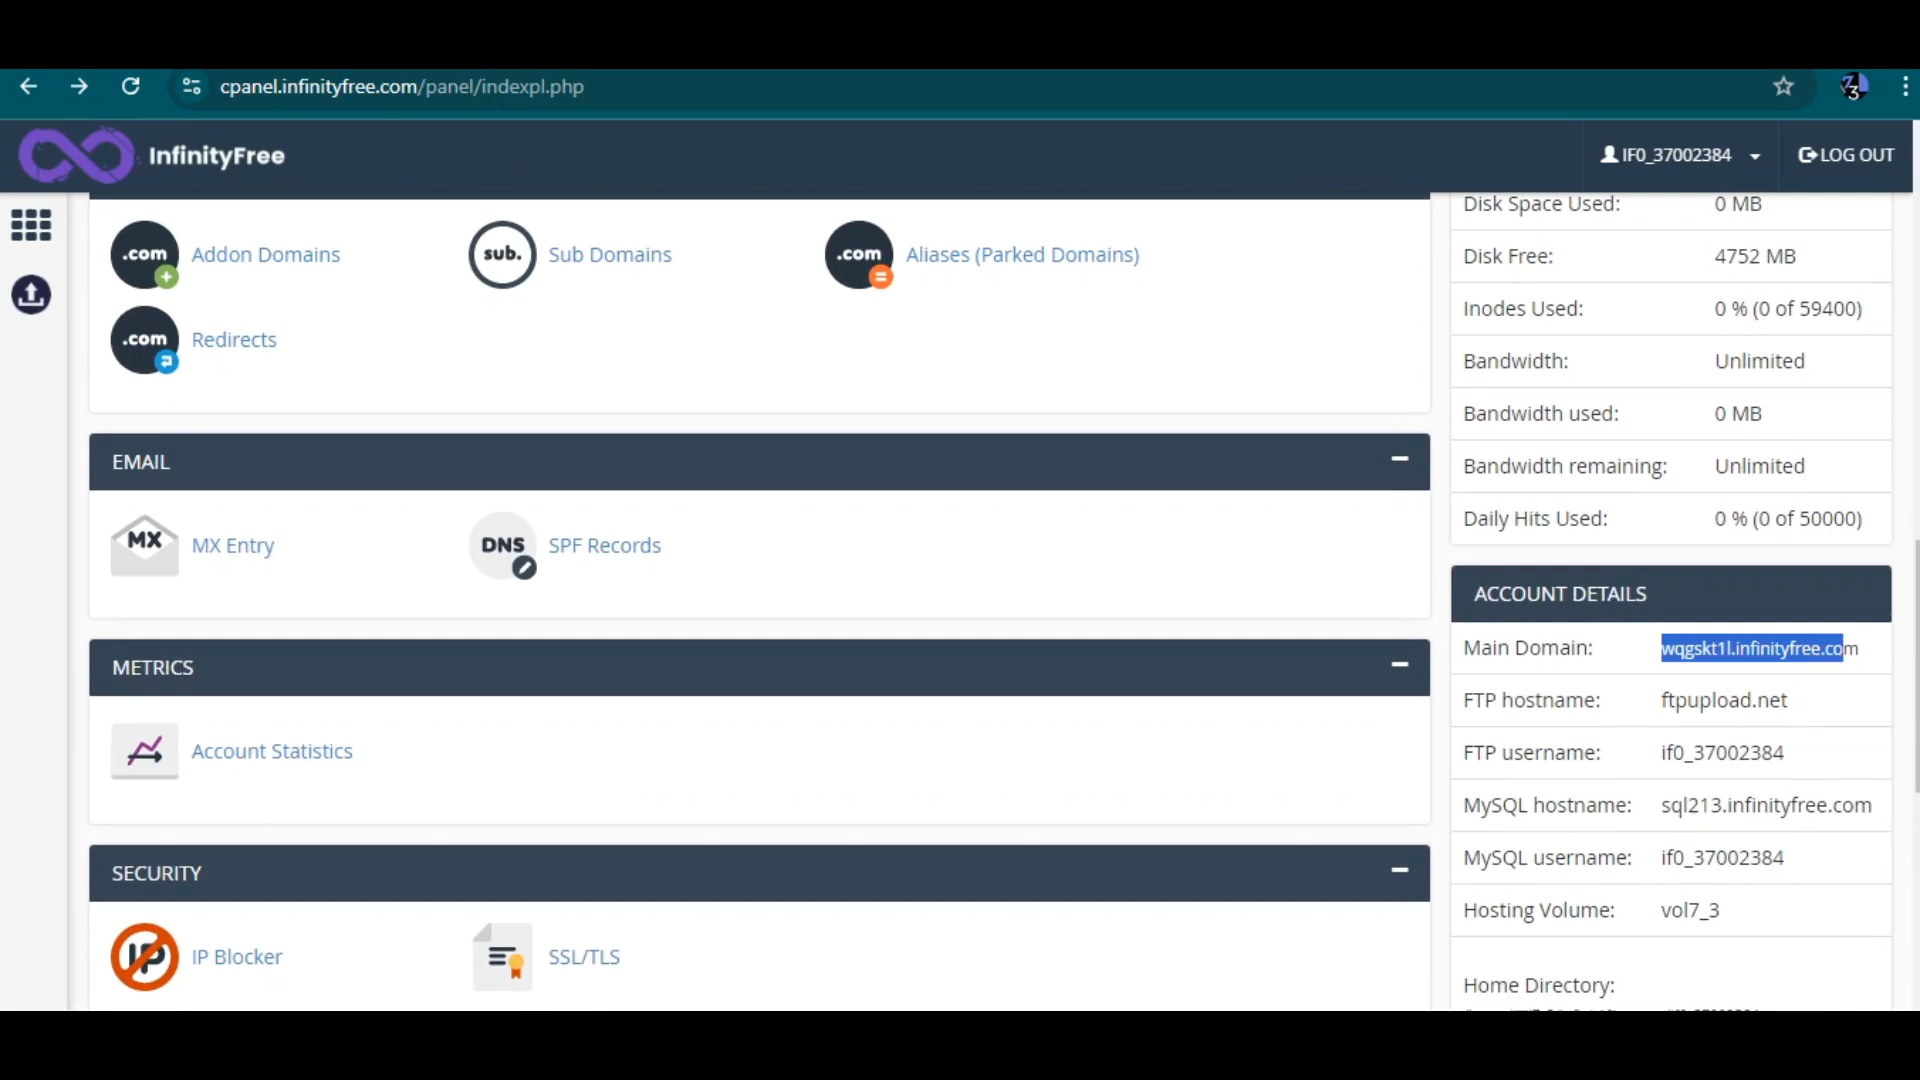 cpanel.infinityfree.com/panel/indexpl.php
InfinityFree
IF0_37002384
LOG OUT
.com
Addon Domains
sub.
Sub Domains
.com
Aliases (Parked Domains)
.com
Redirects
EMAIL
MX
MX Entry
DNS
SPF Records
METRICS
Account Statistics
SECURITY
IP
IP Blocker
SSL/TLS
Disk Space Used: 0 MB
Disk Free: 4752 MB
Inodes Used: 0 % (0 of 59400)
Bandwidth: Unlimited
Bandwidth used: 0 MB
Bandwidth remaining: Unlimited
Daily Hits Used: 0 % (0 of 50000)
ACCOUNT DETAILS
Main Domain: wqgskt1l.infinityfree.com
FTP hostname: ftpupload.net
FTP username: if0_37002384
MySQL hostname: sql213.infinityfree.com
MySQL username: if0_37002384
Hosting Volume: vol7_3
Home Directory: